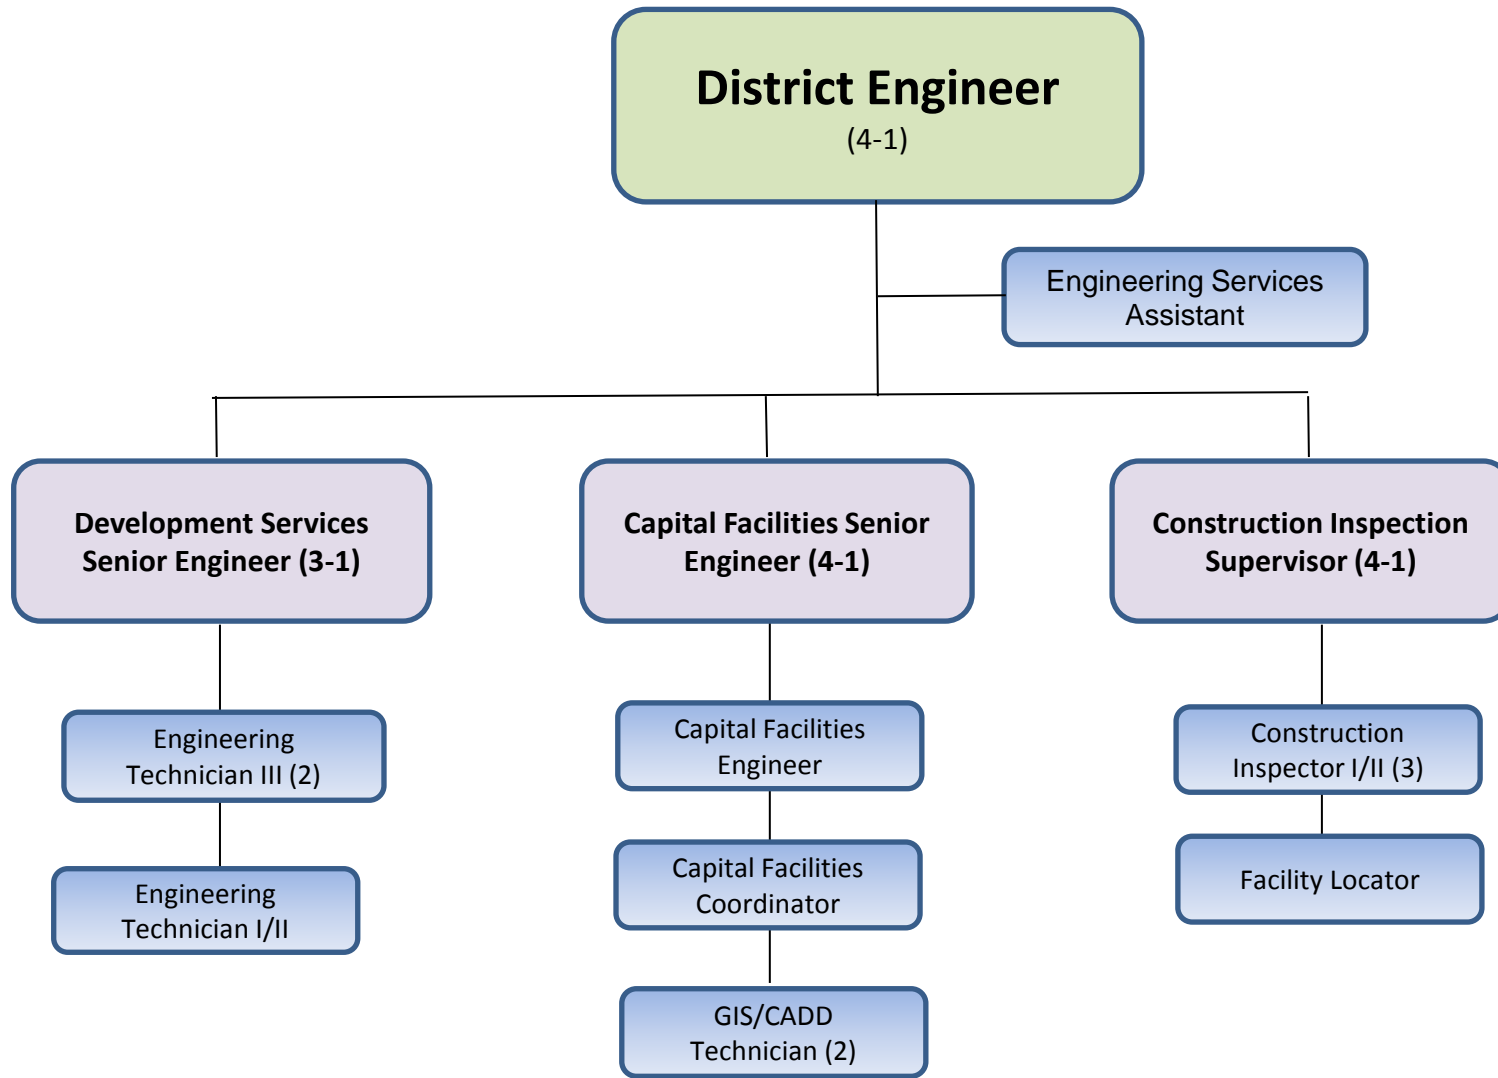 District Engineer
(4-1)
Engineering Services
Assistant
Development Services
Senior Engineer (3-1)
Capital Facilities Senior
Engineer (4-1)
Construction Inspection
Supervisor (4-1)
Engineering
Technician III (2)
Engineering
Technician I/II
Capital Facilities
Engineer
Capital Facilities
Coordinator
GIS/CADD
Technician (2)
Construction
Inspector I/II (3)
Facility Locator